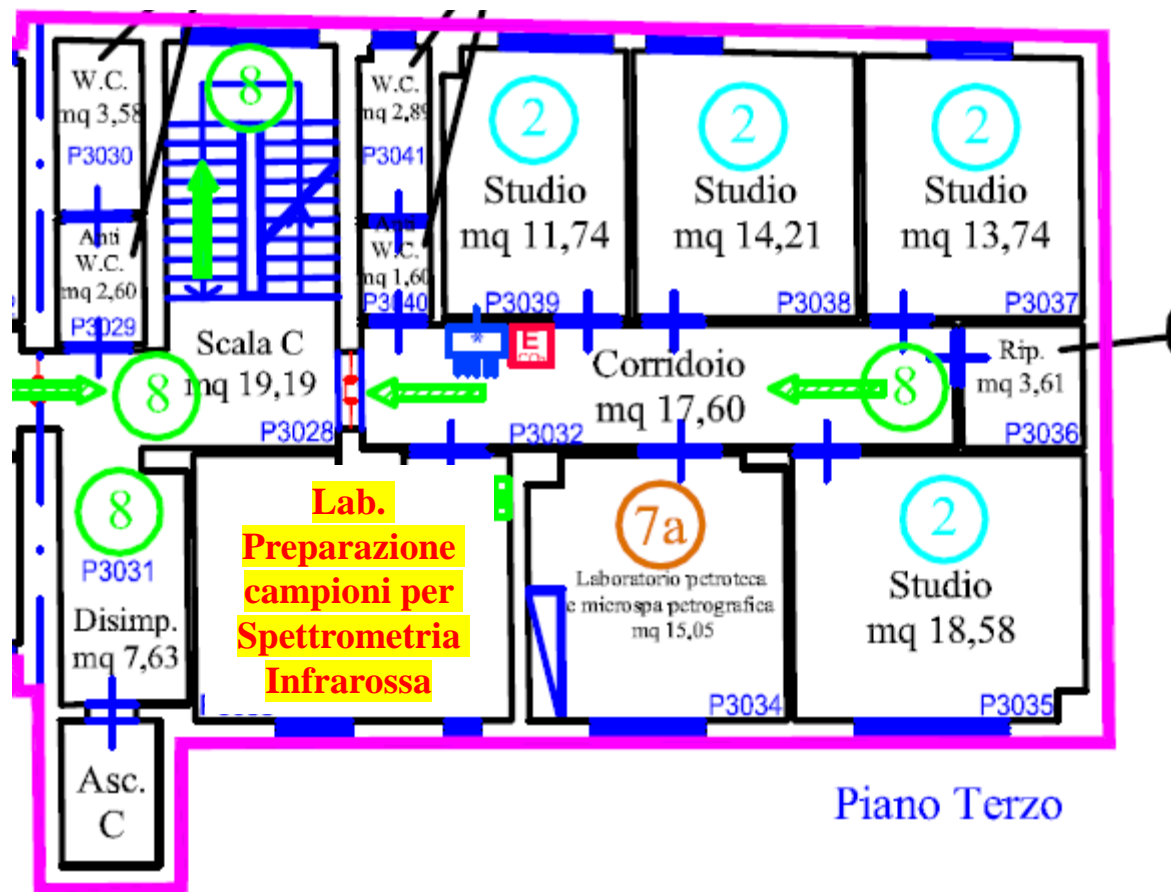 W.C.
mq 3,58
P3030
8
W.C.
mq 2,89
P3041
2
Studio
mq 11,74
P3039
2
Studio
mq 14,21
P3038
2
Studio
mq 13,74
P3037
Anti
W.C.
mq 2,60
P3029
Anti
W.C.
mq 1,60
P3040
Scala C
mq 19,19
P3028
8
*
E
CO₂
Corridoio
mq 17,60
P3032
8
Rip.
mq 3,61
P3036
8
P3031
Disimp.
mq 7,63
Lab.
Preparazione
campioni per
Spettrometria
Infrarossa
7a
Laboratorio petroteca
e microspa petrografica
mq 15,05
P3034
2
Studio
mq 18,58
P3035
Asc.
C
Piano Terzo